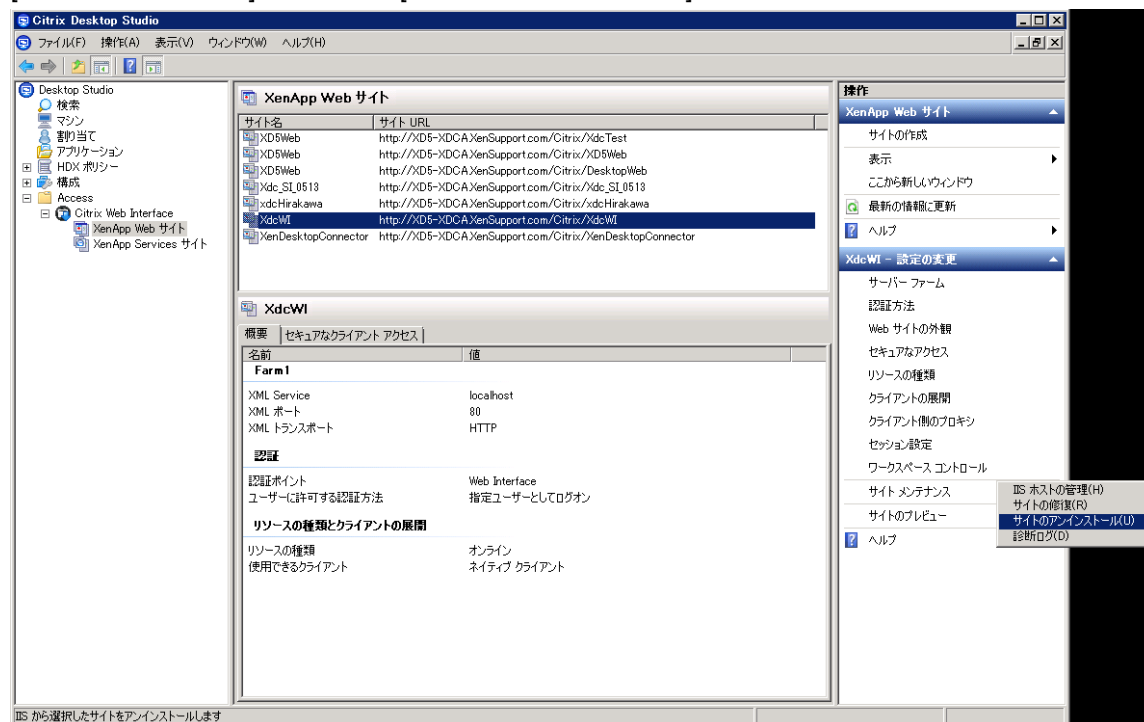 Citrix Desktop Studio
ファイル(F) 操作(A) 表示(V) ウィンドウ(W) ヘルプ(H)
Desktop Studio
検索
マシン
割り当て
アプリケーション
HDX ポリシー
構成
Access
Citrix Web Interface
XenApp Web サイト
XenApp Services サイト
XenApp Web サイト
サイト名 サイト URL
XD5Web http://XD5-XDCA.XenSupport.com/Citrix/XdcTest
XD5Web http://XD5-XDCA.XenSupport.com/Citrix/XD5Web
XD5Web http://XD5-XDCA.XenSupport.com/Citrix/DesktopWeb
Xdc_SI_0513 http://XD5-XDCA.XenSupport.com/Citrix/Xdc_SI_0513
xdcHirakawa http://XD5-XDCA.XenSupport.com/Citrix/xdcHirakawa
XdcWI http://XD5-XDCA.XenSupport.com/Citrix/XdcWI
XenDesktopConnector http://XD5-XDCA.XenSupport.com/Citrix/XenDesktopConnector
XdcWI
概要 セキュアなクライアント アクセス
名前 値
Farm1
XML Service localhost
XML ポート 80
XML トランスポート HTTP
認証
認証ポイント Web Interface
ユーザーに許可する認証方法 指定ユーザーとしてログオン
リソースの種類とクライアントの展開
リソースの種類 オンライン
使用できるクライアント ネイティブ クライアント
操作
XenApp Web サイト
サイトの作成
表示
ここから新しいウィンドウ
最新の情報に更新
ヘルプ
XdcWI - 設定の変更
サーバー ファーム
認証方法
Web サイトの外観
セキュアなアクセス
リソースの種類
クライアントの展開
クライアント側のプロキシ
セッション設定
ワークスペース コントロール
サイト メンテナンス
サイトのプレビュー
ヘルプ
IIS ホストの管理(H)
サイトの修復(R)
サイトのアンインストール(U)
診断ログ(D)
IIS から選択したサイトをアンインストールします